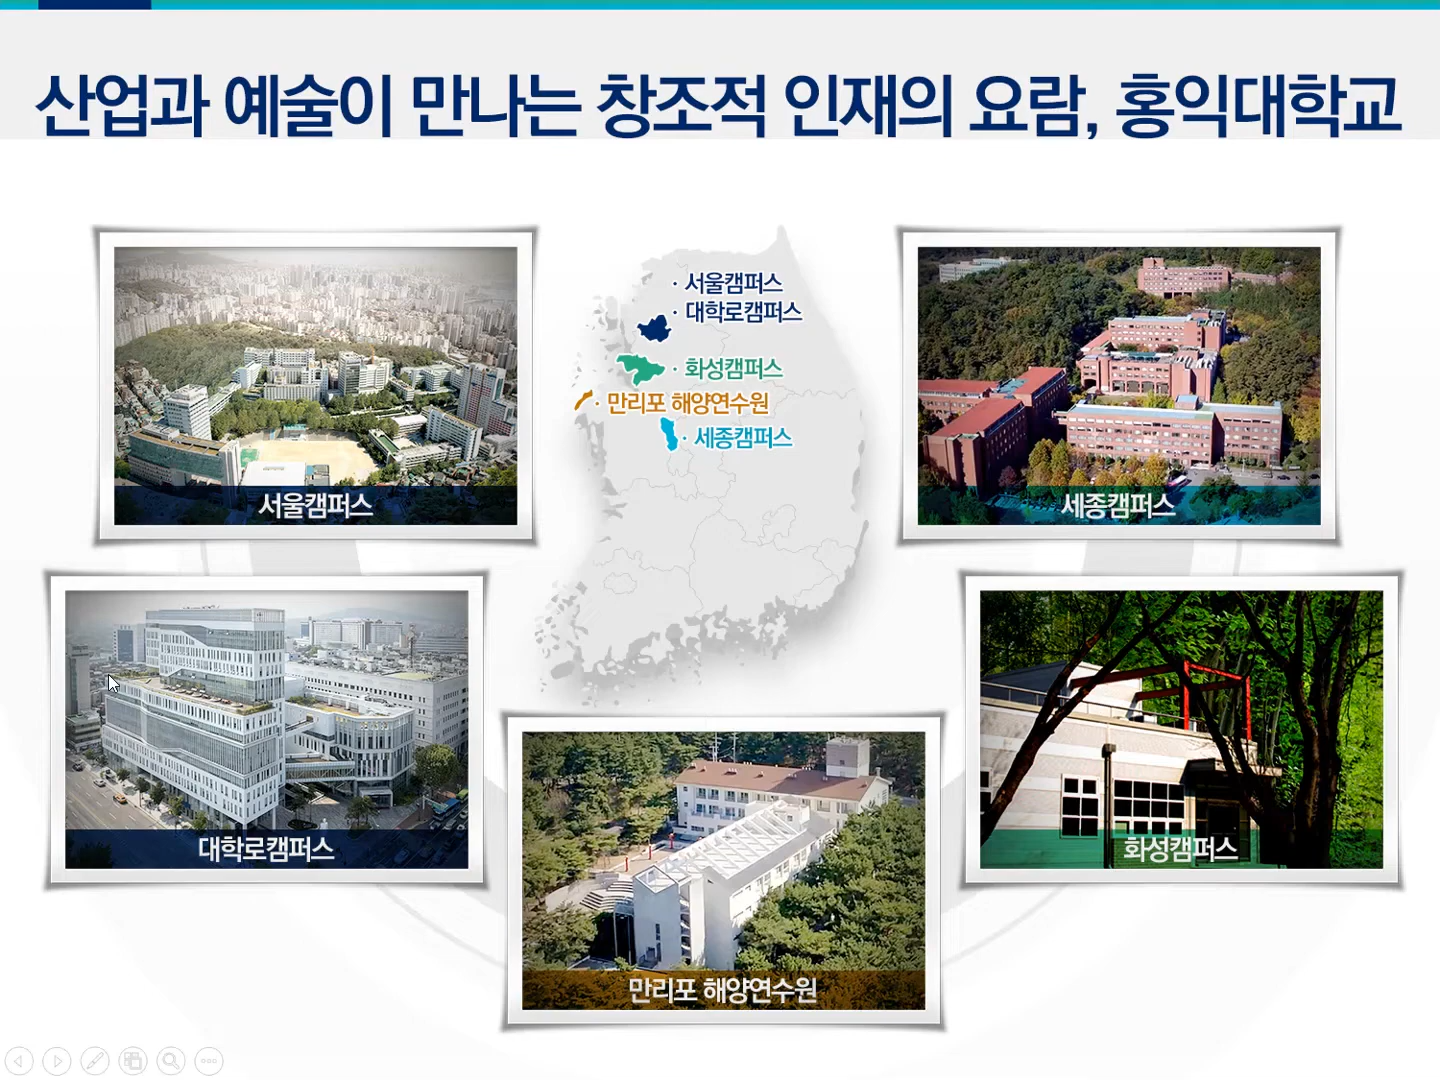 산업과 예술이 만나는 창조적 인재의 요람, 홍익대학교
· 서울캠퍼스
· 대학로캠퍼스
· 화성캠퍼스
· 만리포 해양연수원
· 세종캠퍼스
서울캠퍼스
세종캠퍼스
대학로캠퍼스
화성캠퍼스
만리포 해양연수원